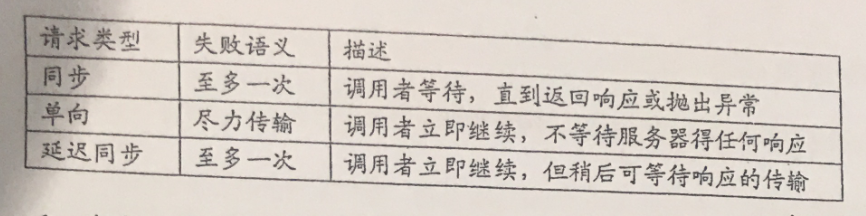 请求类型 失败语义 描述
同步 至多一次 调用者等待，直到返回响应或抛出异常
单向 尽力传输 调用者立即继续，不等待服务器得任何响应
延迟同步 至多一次 调用者立即继续，但稍后可等待响应的传输